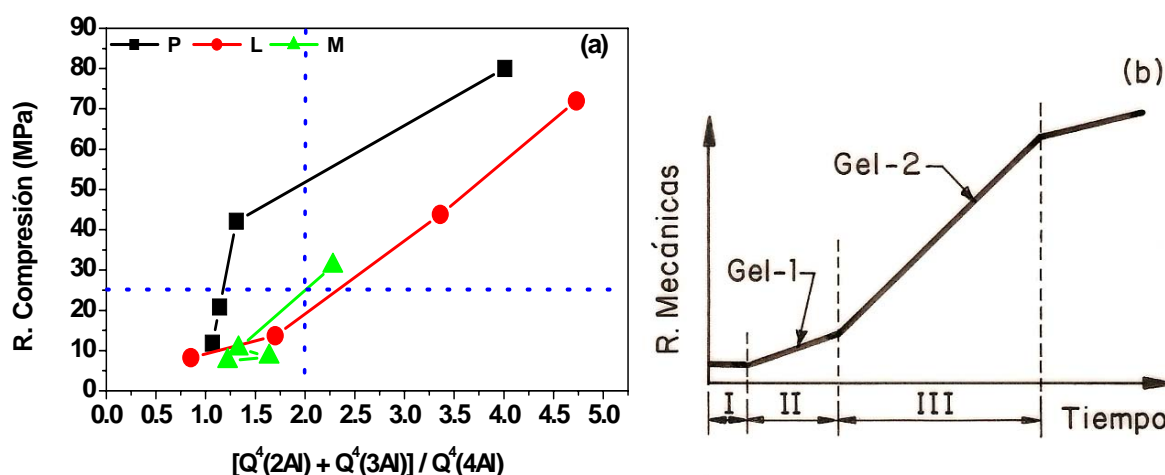 90
80
70
60
50
40
30
20
10
0
R. Compresión (MPa)
P L M (a)
0.0 0.5 1.0 1.5 2.0 2.5 3.0 3.5 4.0 4.5 5.0
[Q⁴(2Al) + Q⁴(3Al)] / Q⁴(4Al)
(b)
R. Mecánicas
Gel-2
Gel-1
I II III Tiempo